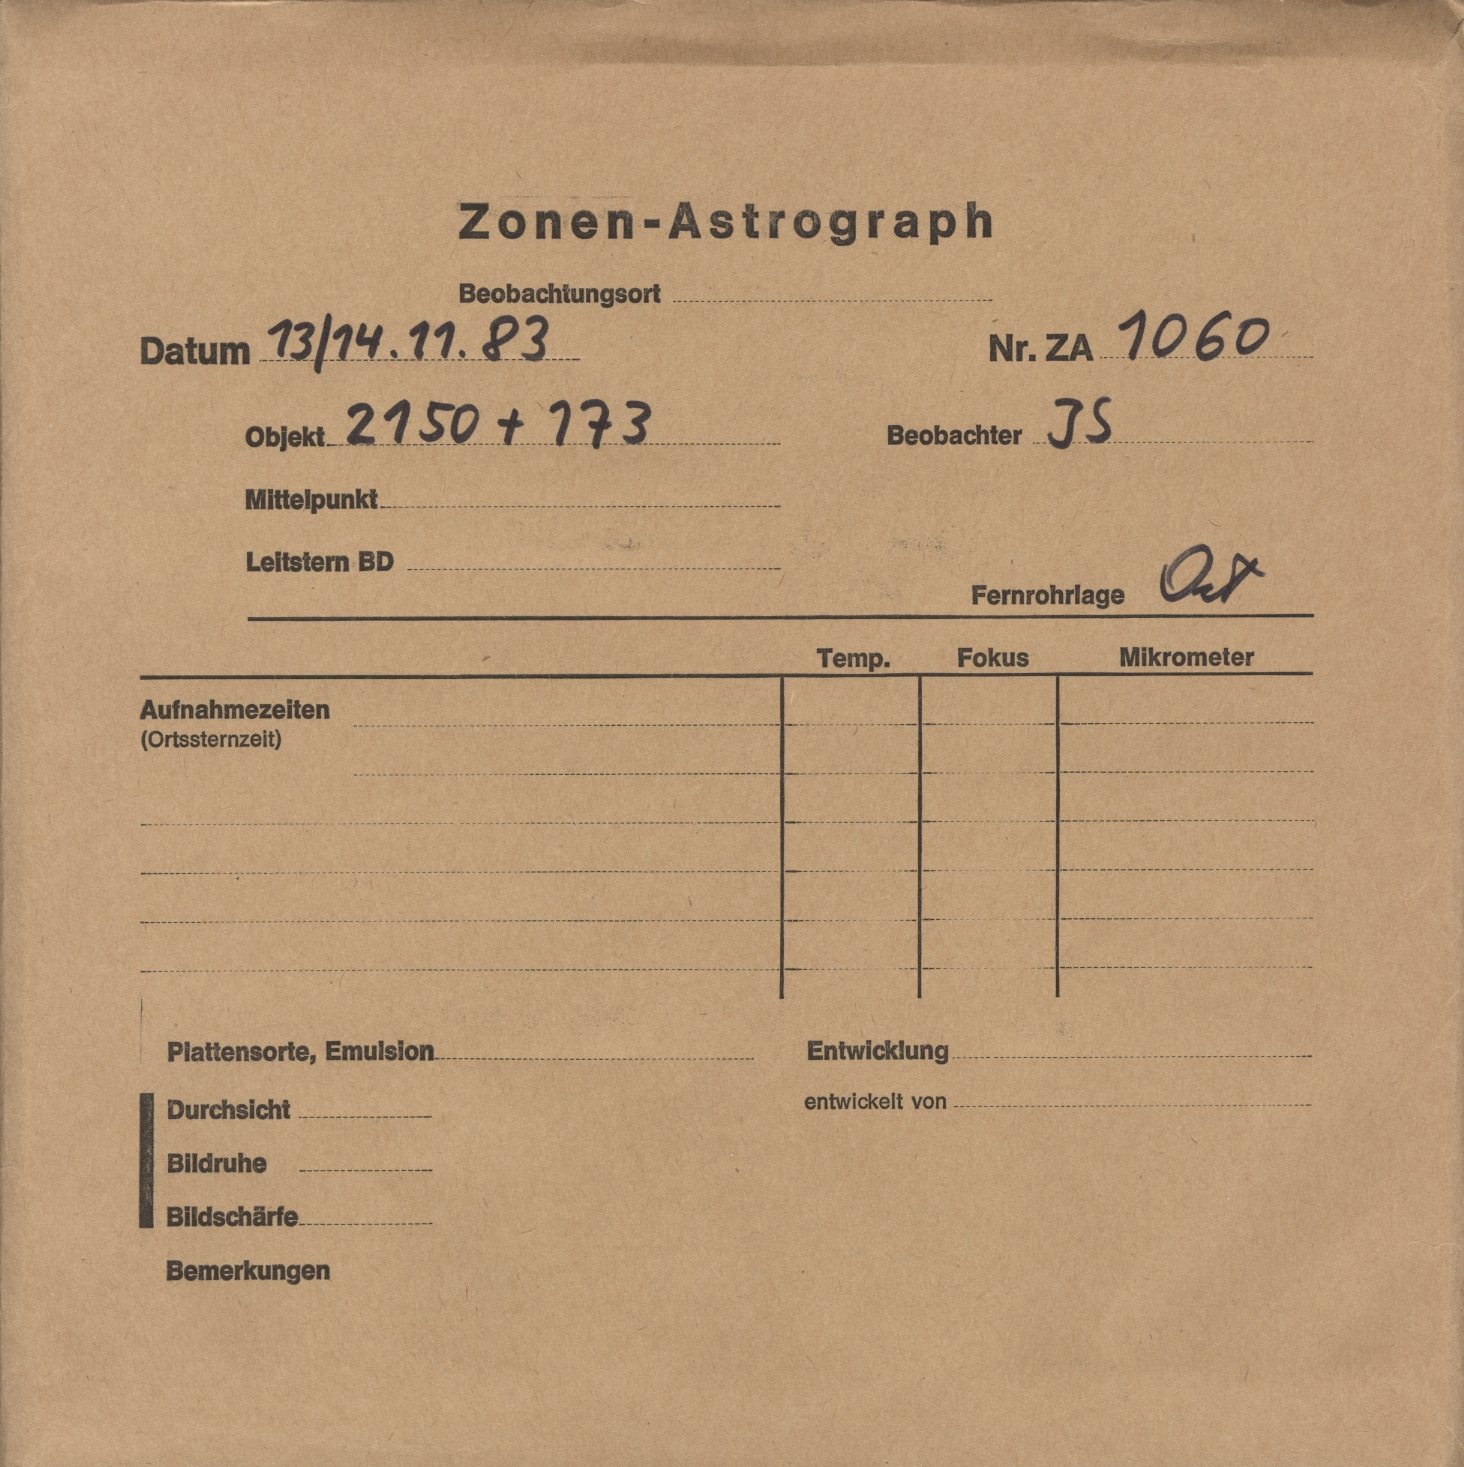 Zonen-Astrograph
Beobachtungsort
Datum 13/14.11.83 Nr. ZA 1060
Objekt 2150 + 173 Beobachter JS
Mittelpunkt
Leitstern BD
Fernrohrlage Ost
Temp. Fokus Mikrometer
Aufnahmezeiten
(Ortssternzeit)
Plattensorte, Emulsion Entwicklung
Durchsicht entwickelt von
Bildruhe
Bildschärfe
Bemerkungen